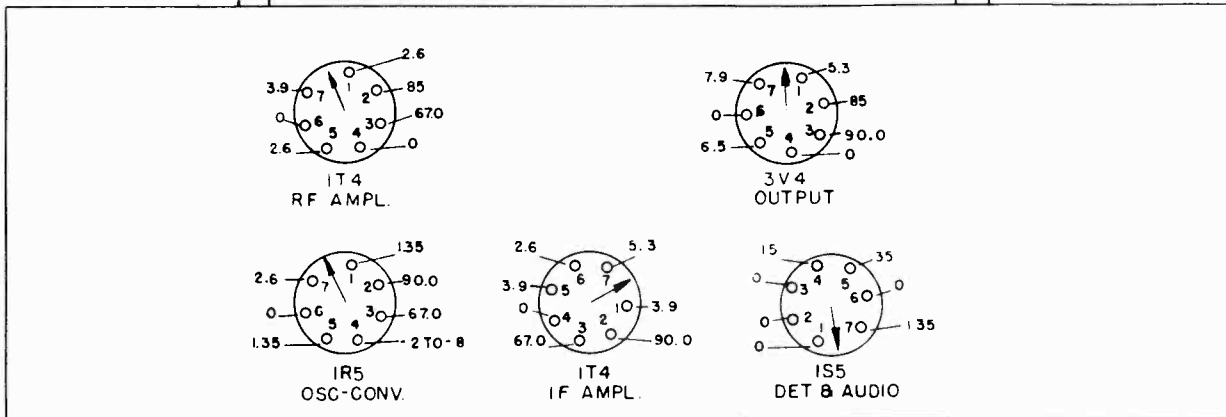 2.6
3.9 7 1 2 85
0 6 3 67.0
2.6 5 4 0
1T4
RF AMPL.
7.9 7 1 5.3
0 6 2 85
6.5 5 3 90.0
4 0
3V4
OUTPUT
1.35
2.6 7 1 2 90.0
0 6 3 67.0
1.35 5 4 -2 TO -8
1R5
OSC-CONV.
2.6 6 7 5.3
3.9 5 1 3.9
0 4 2 90.0
67.0 3
1T4
IF AMPL.
15 4 5 35
0 3 6 0
0 2 7 1.35
0 1
1S5
DET & AUDIO